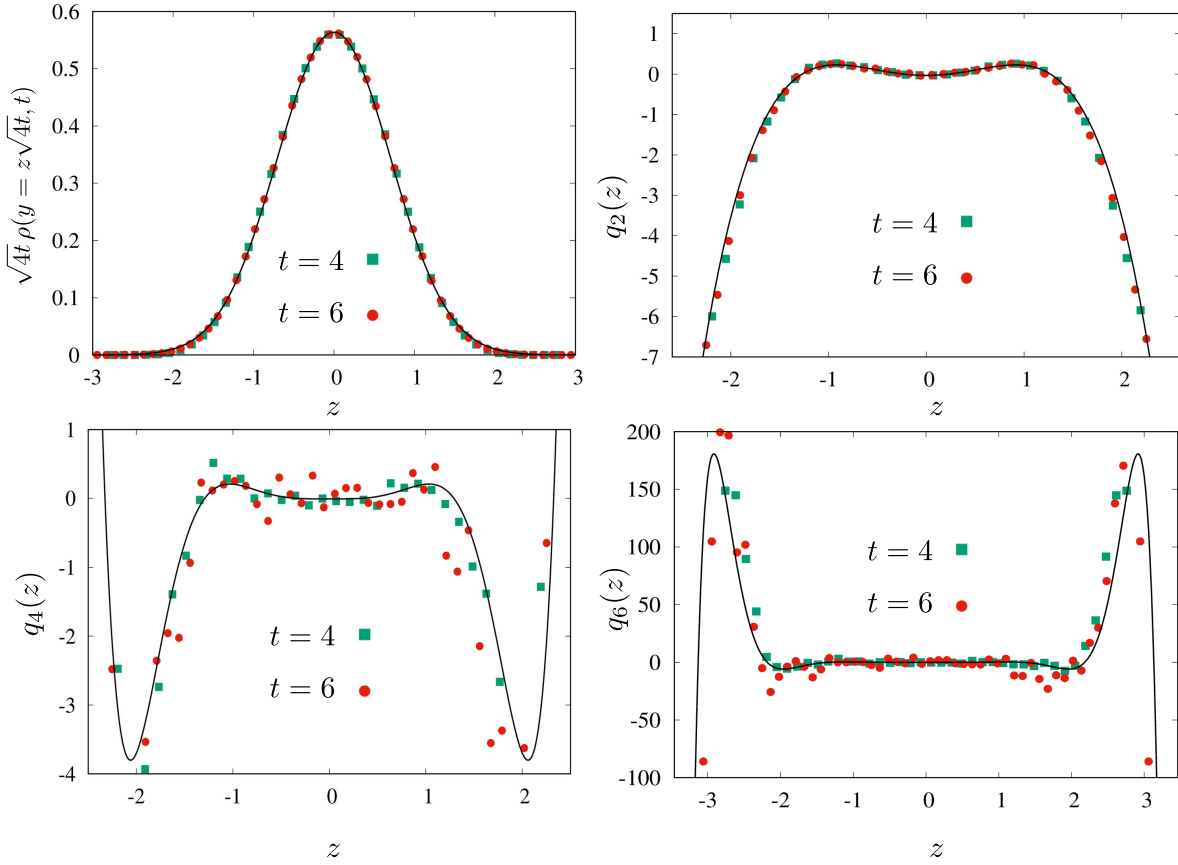 √4t ρ(y = z√4t, t)
0.6
0.5
0.4
0.3
0.2
0.1
0
t = 4
t = 6
-3 -2 -1 0 1 2 3
z
q₂(z)
1
0
-1
-2
-3
-4
-5
-6
-7
t = 4
t = 6
-2 -1 0 1 2
z
q₄(z)
1
0
-1
-2
-3
-4
t = 4
t = 6
-2 -1 0 1 2
z
q₆(z)
200
150
100
50
0
-50
-100
t = 4
t = 6
-3 -2 -1 0 1 2 3
z